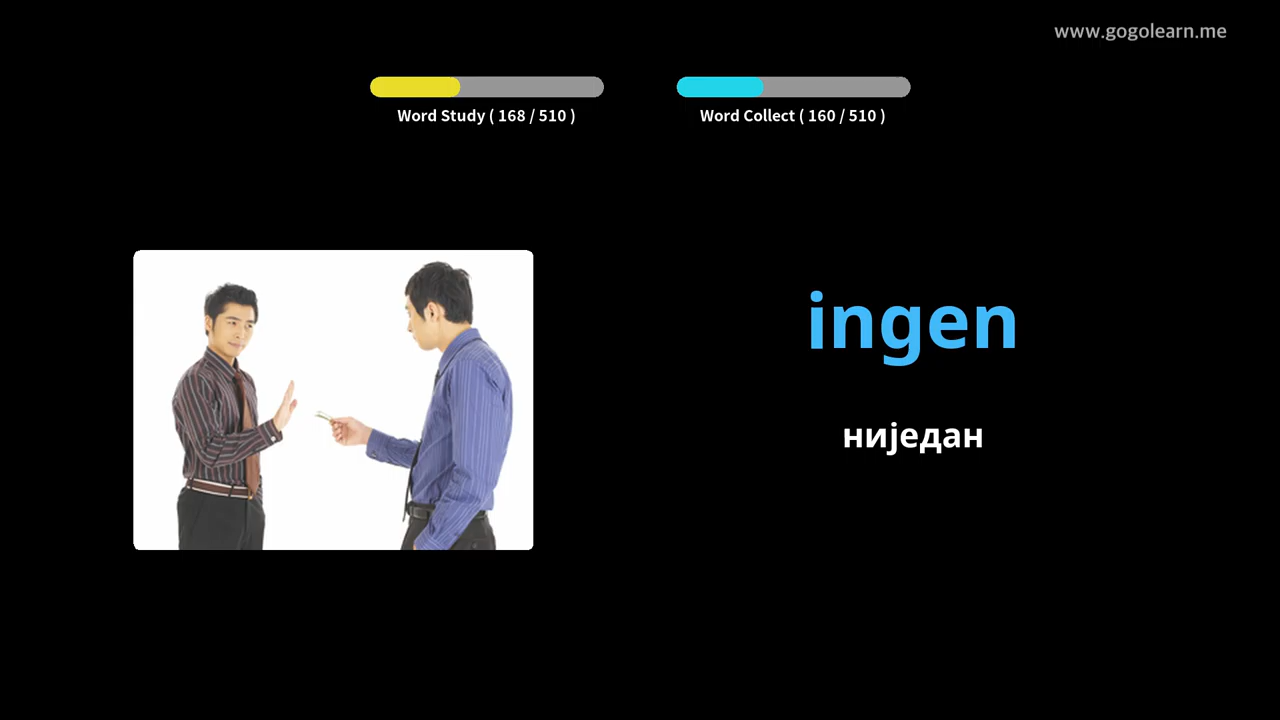 www.gogolearn.me
Word Study ( 168 / 510 )
Word Collect ( 160 / 510 )
ingen
ниједан